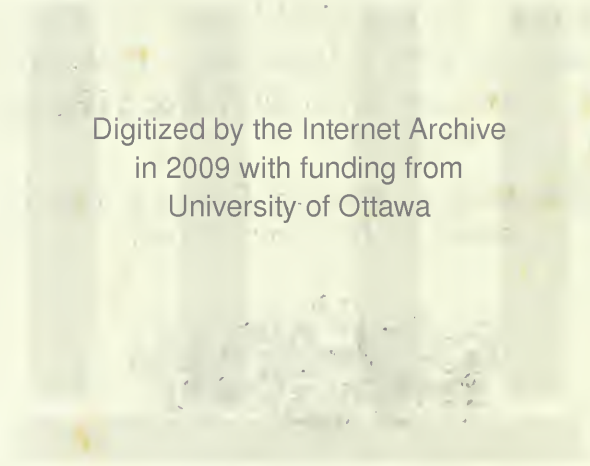 Digitized by the Internet Archive
in 2009 with funding from
University of Ottawa